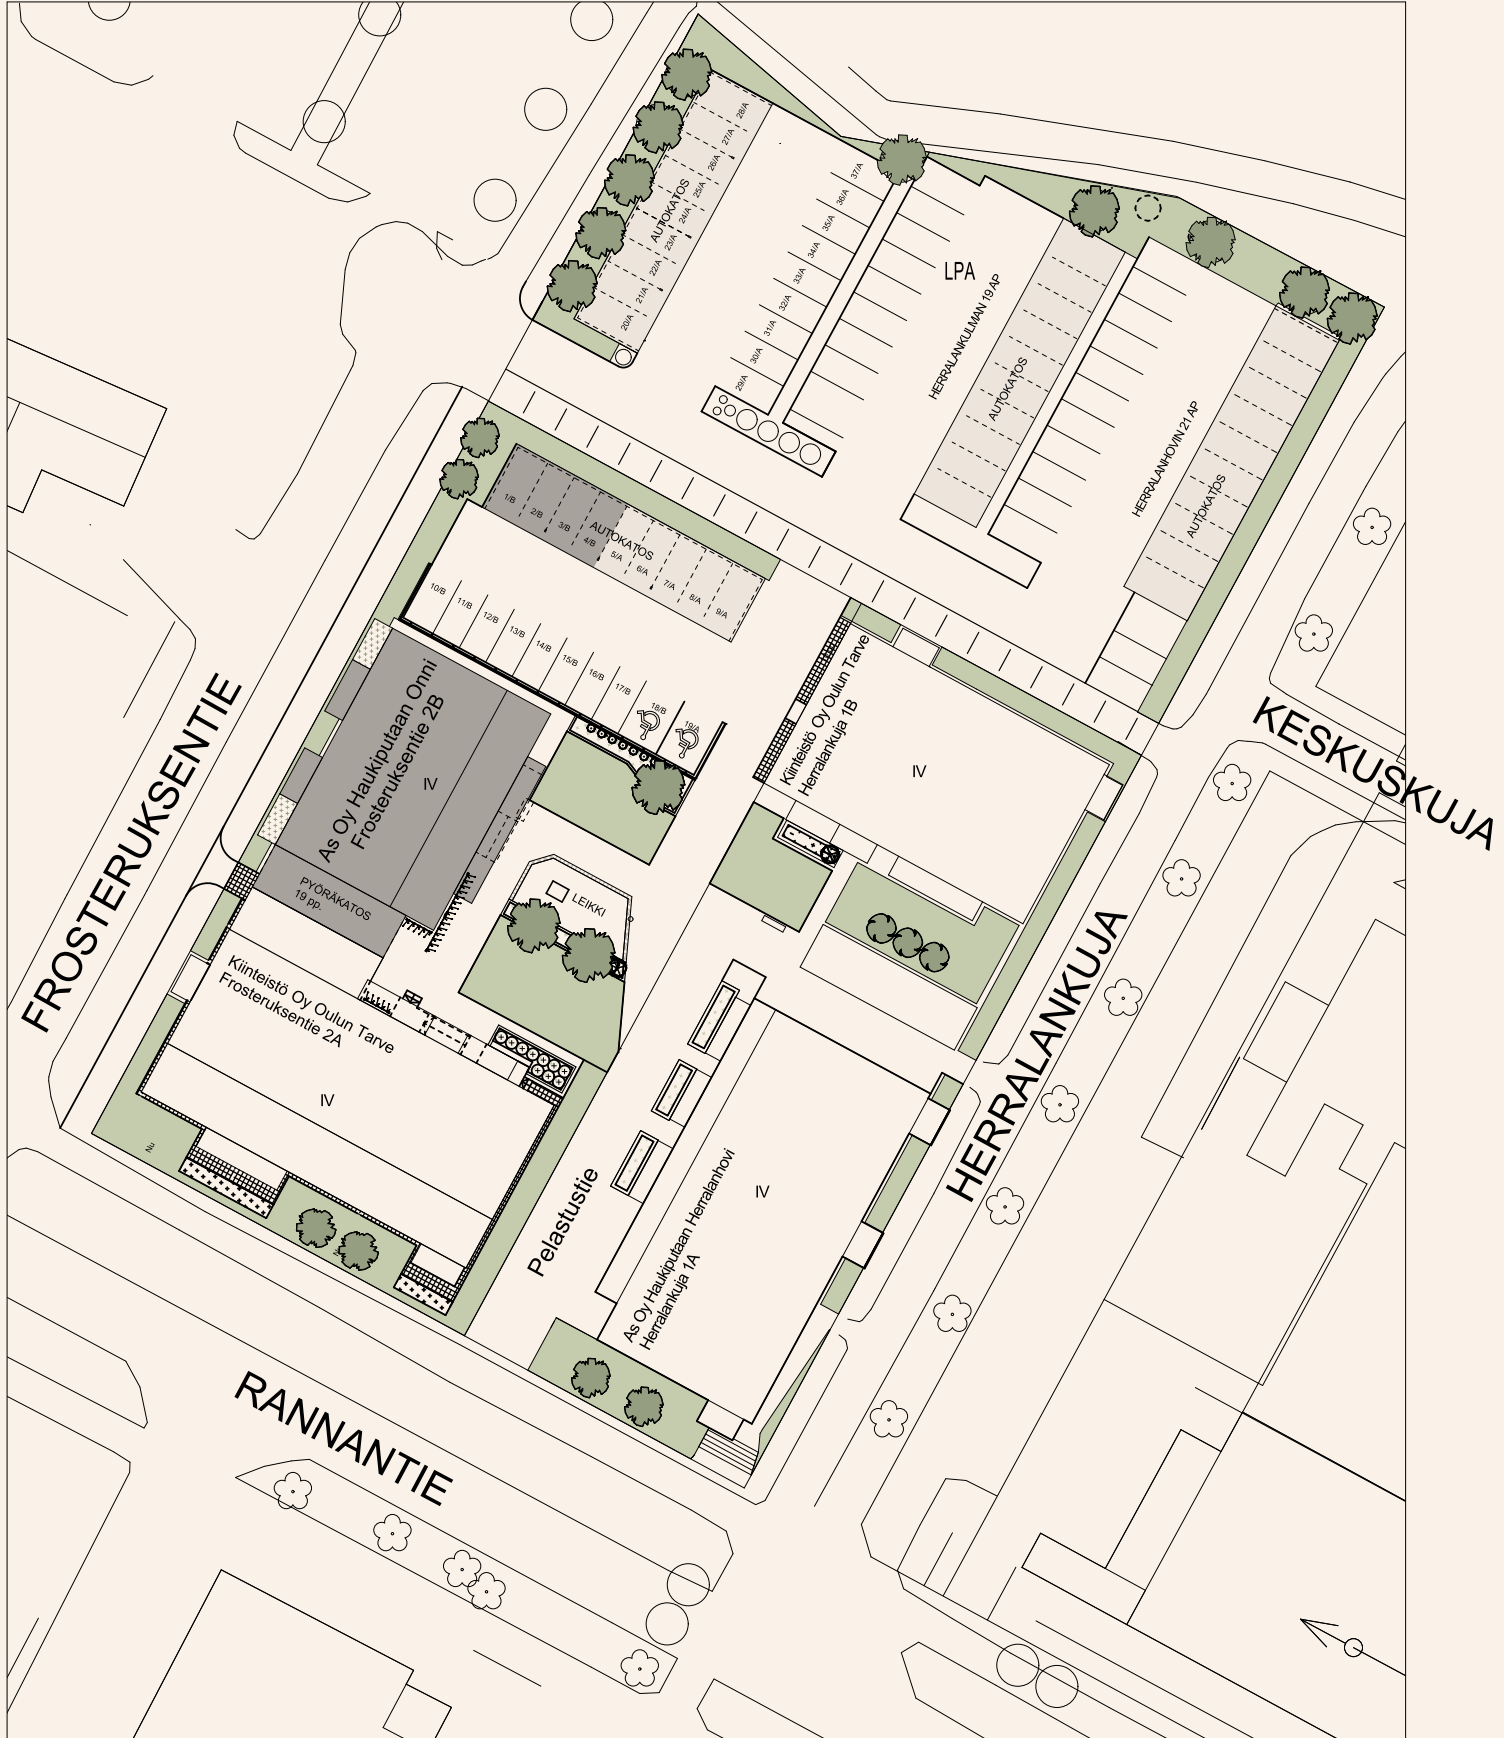 28/A
27/A
26/A
25/A
24/A
23/A
22/A
21/A
20/A
AUTOKATOS
37/A
36/A
35/A
34/A
33/A
32/A
31/A
30/A
29/A
LPA
HERRALANKULMAN 19 AP
AUTOKATOS
HERRALANHOVIN 21 AP
AUTOKATOS
1/B
2/B
3/B
4/B
5/A
6/A
7/A
8/A
9/A
AUTOKATOS
10/B
11/B
12/B
13/B
14/B
15/B
16/B
17/B
18/B
19/A
As Oy Haukiputaan Onni
Frosteruksentie 2B
IV
PYÖRÄKATOS
19 pp.
Kiinteistö Oy Oulun Tarve
Herralankuja 1B
IV
LEIKKI
Kiinteistö Oy Oulun Tarve
Frosteruksentie 2A
IV
Nu
As Oy Haukiputaan Herralanhovi
Herralankuja 1A
IV
Pelastustie
FROSTERUKSENTIE
KESKUSKUJA
HERRALANKUJA
RANNANTIE